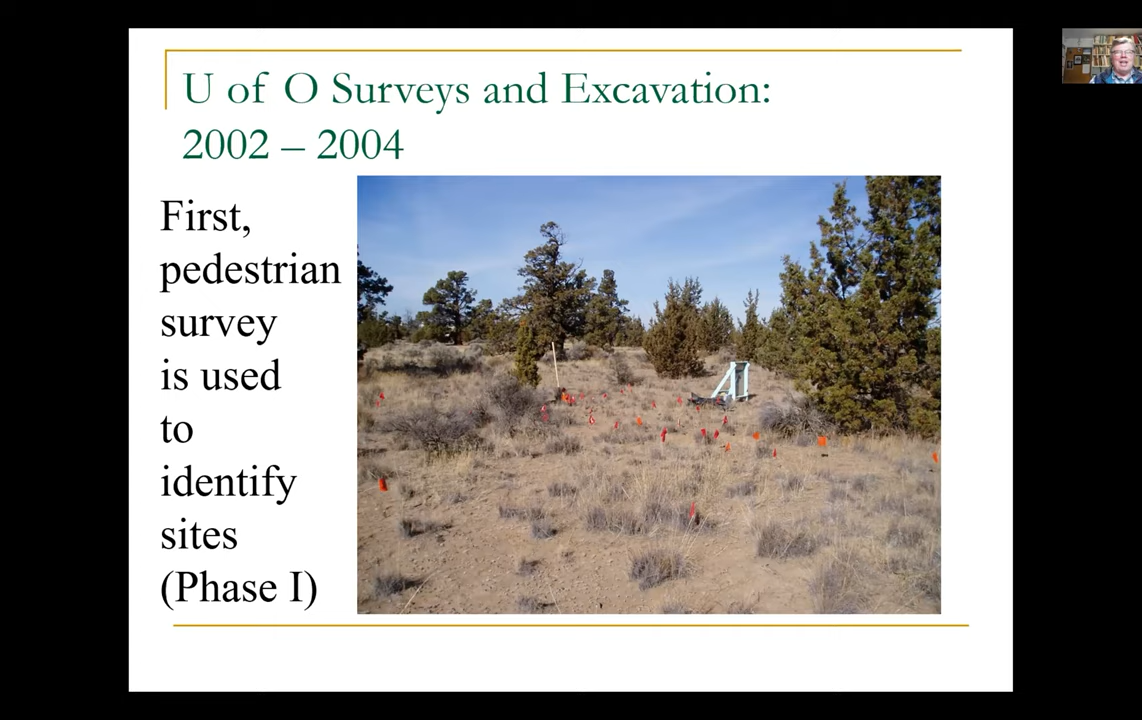 U of O Surveys and Excavation:
2002 – 2004
First,
pedestrian
survey
is used
to
identify
sites
(Phase I)